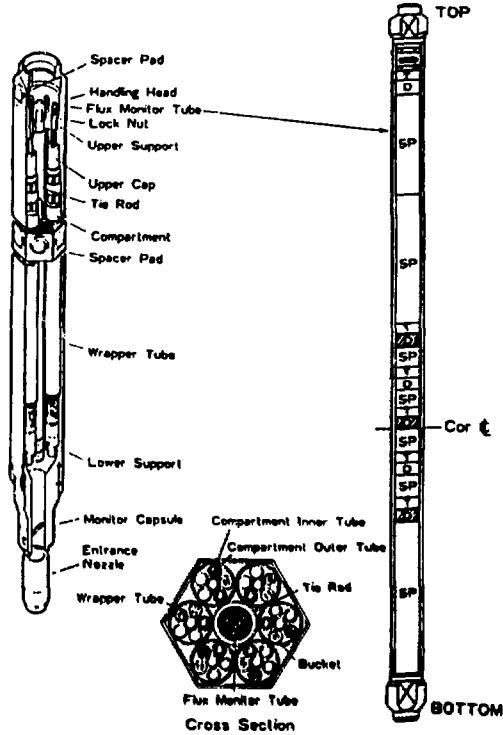 Spacer Pad
Handling Head
Flux Monitor Tube
Lock Nut
Upper Support
Upper Cap
Tie Rod
Compartment
Spacer Pad
Wrapper Tube
Lower Support
Monitor Capsule
Entrance
Nozzle
TOP
T
D
SP
SP
T
D
SP
T
D
SP
T
D
Cor ℄
SP
T
D
SP
T
D
SP
BOTTOM
Compartment Inner Tube
Compartment Outer Tube
Tie Rod
Wrapper Tube
Bucket
Flux Monitor Tube
Cross Section